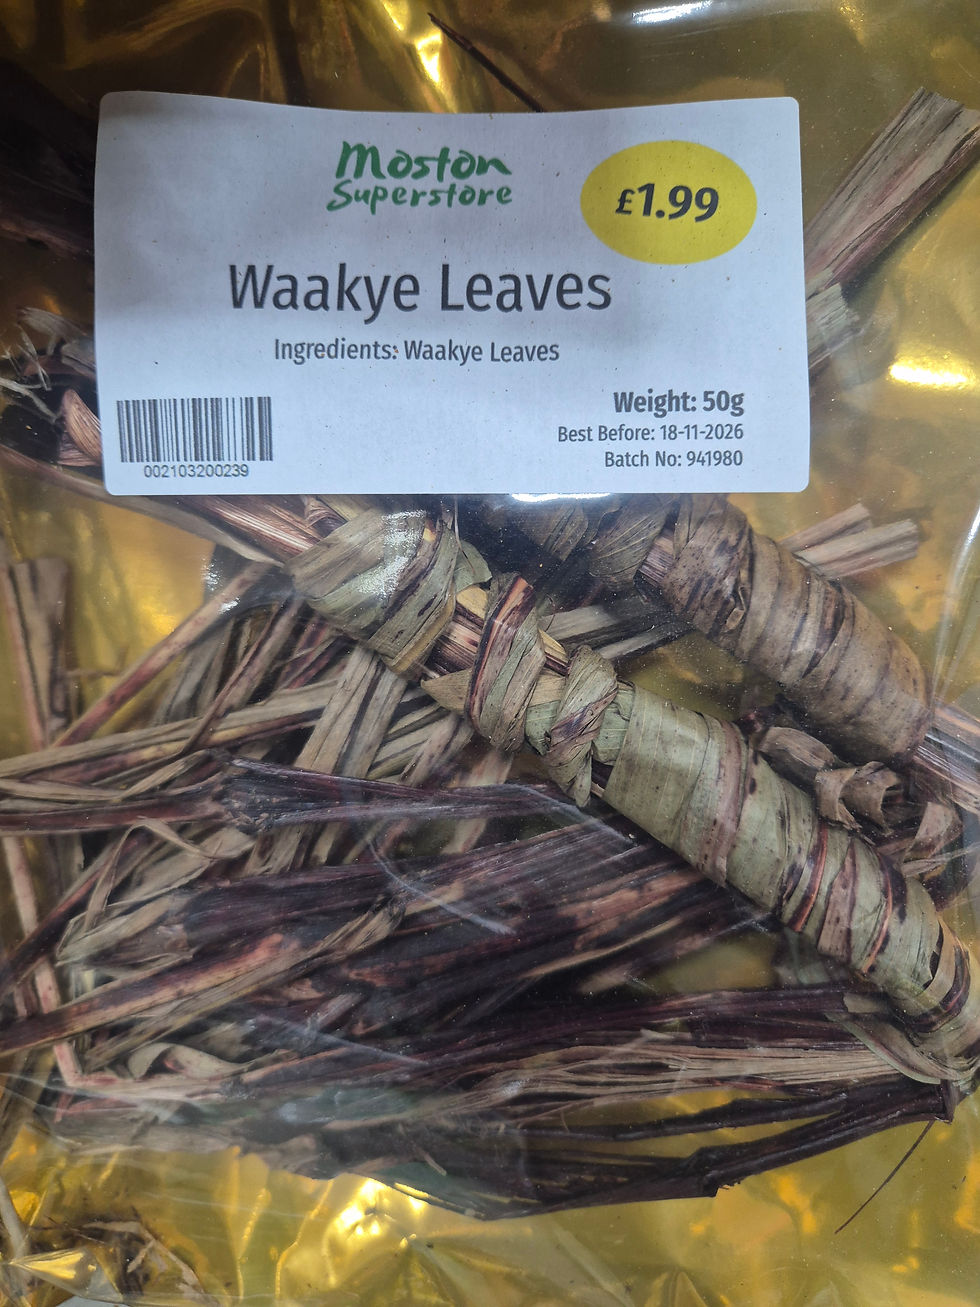 Moston
Superstore
£1.99
Waakye Leaves
Ingredients: Waakye Leaves
Weight: 50g
Best Before: 18-11-2026
Batch No: 941980
002103200239